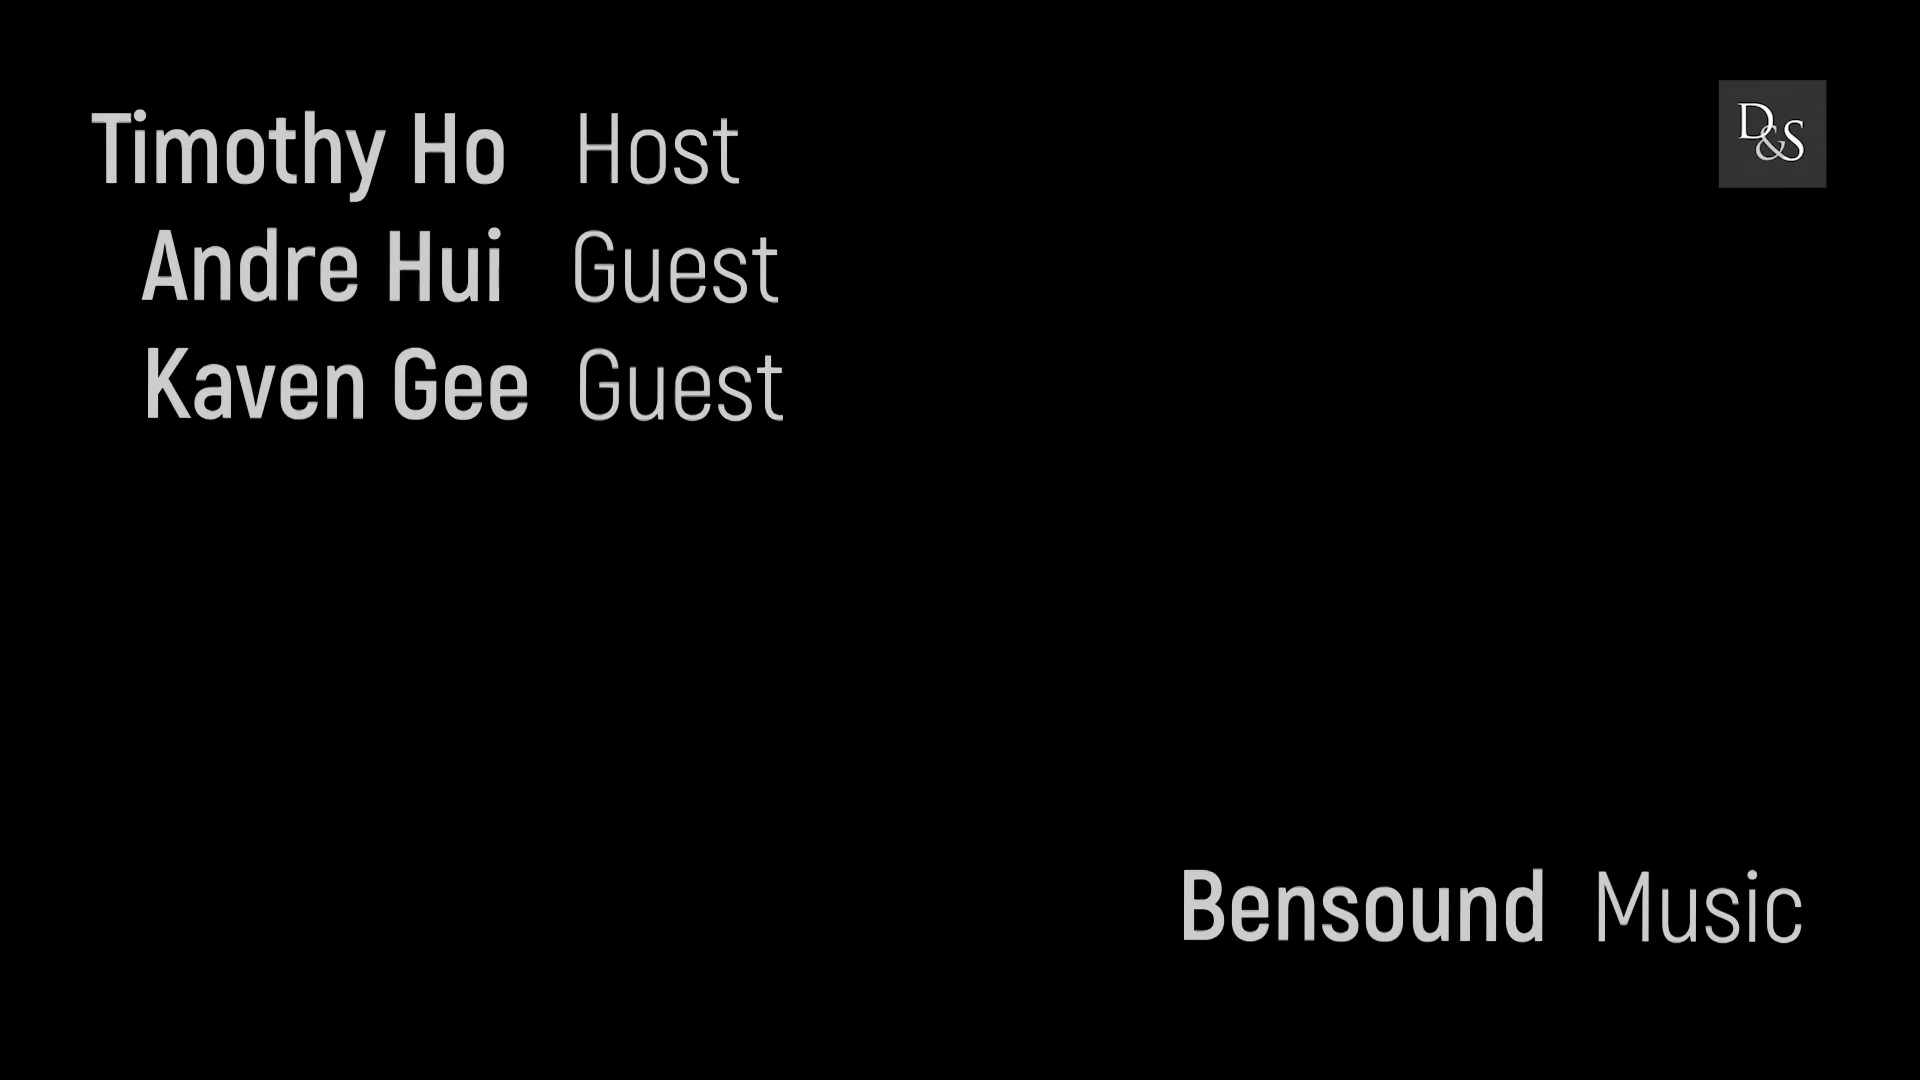 Timothy Ho Host
D&S
Andre Hui Guest
Kaven Gee Guest
Bensound Music